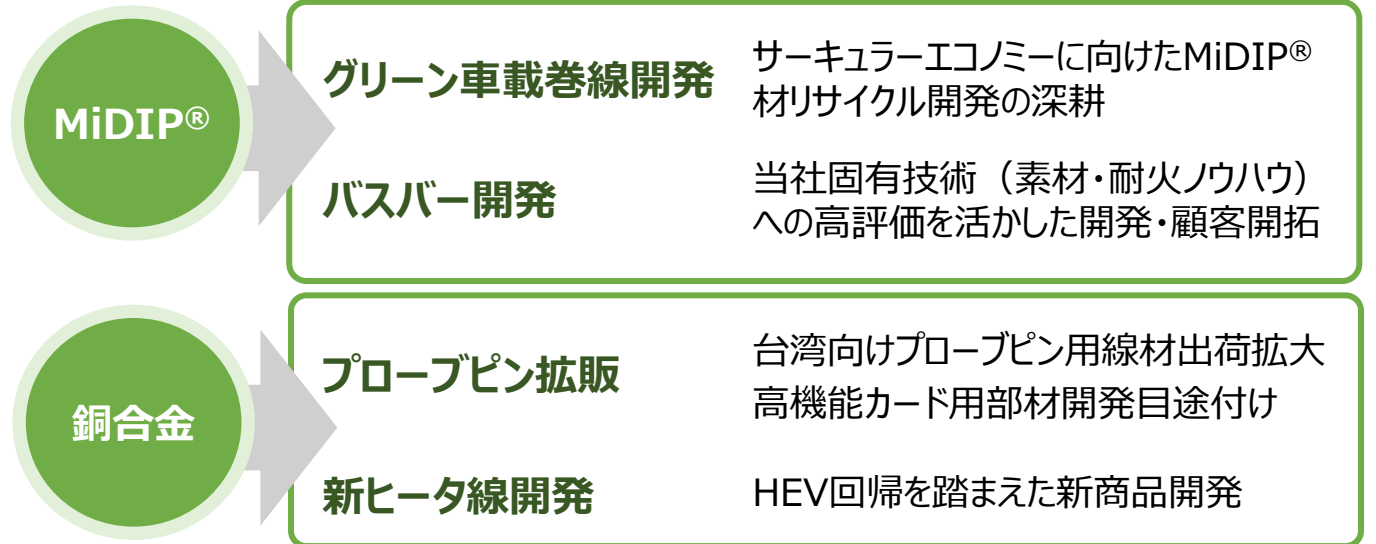 MiDIP®
グリーン車載巻線開発
サーキュラーエコノミーに向けたMiDIP®
材リサイクル開発の深耕
バスバー開発
当社固有技術（素材・耐火ノウハウ）
への高評価を活かした開発・顧客開拓
銅合金
プローブピン拡販
台湾向けプローブピン用線材出荷拡大
高機能カード用部材開発目途付け
新ヒータ線開発
HEV回帰を踏まえた新商品開発